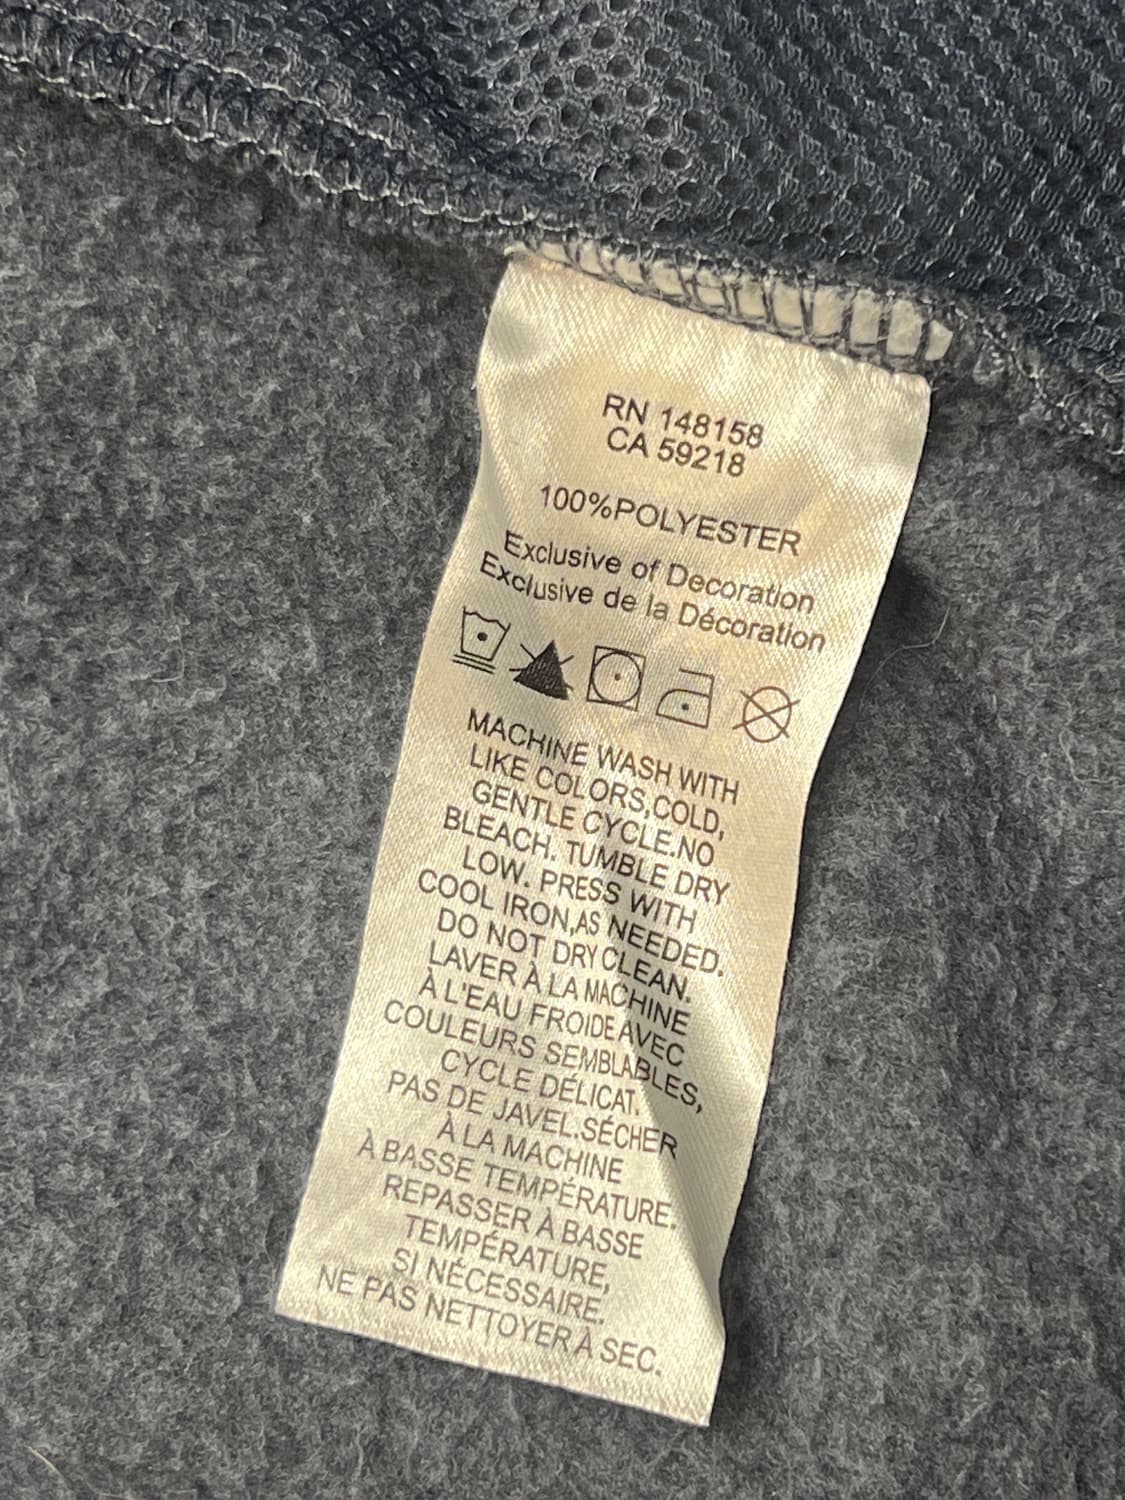 RN 148158
CA 59218
100%POLYESTER
Exclusive of Decoration
Exclusive de la Décoration
MACHINE WASH WITH
LIKE COLORS,COLD,
GENTLE CYCLE.NO
BLEACH. TUMBLE DRY
LOW. PRESS WITH
COOL IRON,AS NEEDED.
DO NOT DRY CLEAN.
LAVER À LA MACHINE
À L'EAU FROIDE AVEC
COULEURS SEMBLABLES,
CYCLE DÉLICAT.
PAS DE JAVEL.SÉCHER
À LA MACHINE
À BASSE TEMPÉRATURE.
REPASSER À BASSE
TEMPÉRATURE,
SI NÉCESSAIRE.
NE PAS NETTOYER À SEC.